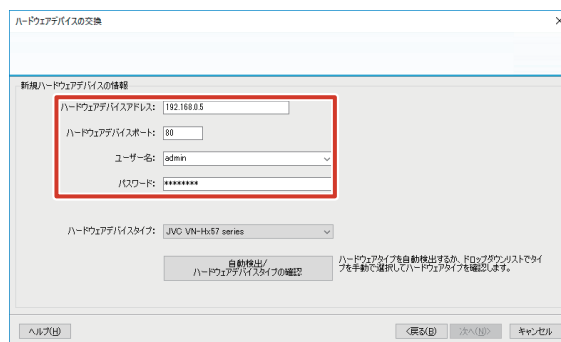 ハードウェアデバイスの交換
新規ハードウェアデバイスの情報
ハードウェアデバイスアドレス: 192.168.0.5
ハードウェアデバイスポート: 80
ユーザー名: admin
パスワード: ********
ハードウェアデバイスタイプ: JVC VN-Hx57 series
自動検出/
ハードウェアデバイスタイプの確認
ハードウェアタイプを自動検出するか、ドロップダウンリストでタイ
プを手動で選択してハードウェアタイプを確認します。
ヘルプ(H) <戻る(B) 次へ(N)> キャンセル